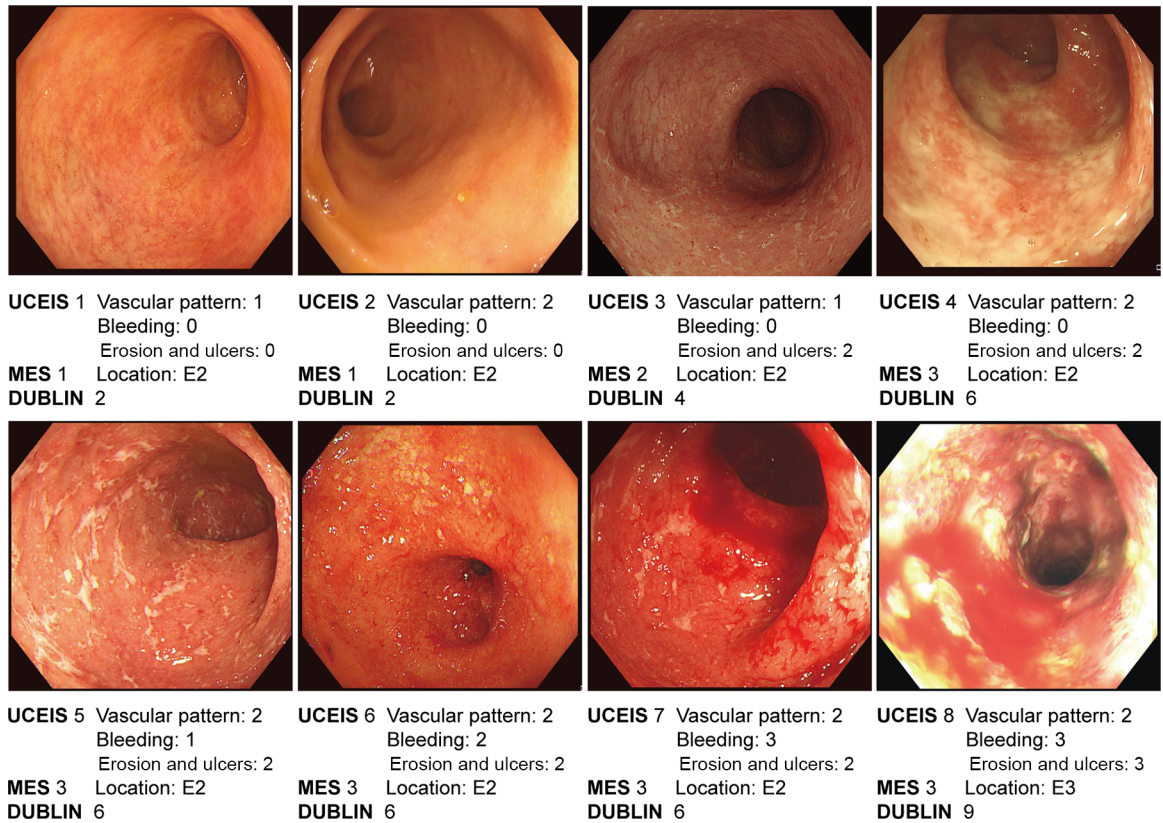 UCEIS 1 Vascular pattern: 1
Bleeding: 0
Erosion and ulcers: 0
MES 1 Location: E2
DUBLIN 2
UCEIS 2 Vascular pattern: 2
Bleeding: 0
Erosion and ulcers: 0
MES 1 Location: E2
DUBLIN 2
UCEIS 3 Vascular pattern: 1
Bleeding: 0
Erosion and ulcers: 2
MES 2 Location: E2
DUBLIN 4
UCEIS 4 Vascular pattern: 2
Bleeding: 0
Erosion and ulcers: 2
MES 3 Location: E2
DUBLIN 6
UCEIS 5 Vascular pattern: 2
Bleeding: 1
Erosion and ulcers: 2
MES 3 Location: E2
DUBLIN 6
UCEIS 6 Vascular pattern: 2
Bleeding: 2
Erosion and ulcers: 2
MES 3 Location: E2
DUBLIN 6
UCEIS 7 Vascular pattern: 2
Bleeding: 3
Erosion and ulcers: 2
MES 3 Location: E2
DUBLIN 6
UCEIS 8 Vascular pattern: 2
Bleeding: 3
Erosion and ulcers: 3
MES 3 Location: E3
DUBLIN 9